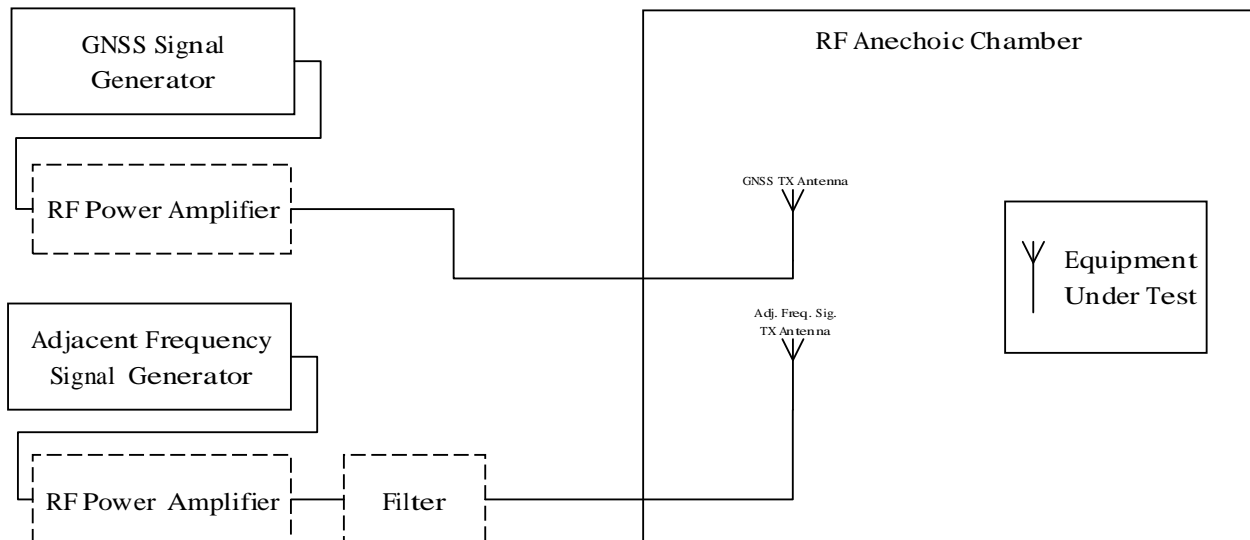 GNSS Signal
Generator
RF Anechoic Chamber
RF Power Amplifier
GNSS TX Antenna
Equipment
Under Test
Adjacent Frequency
Signal Generator
Adj. Freq. Sig.
TX Antenna
RF Power Amplifier
Filter